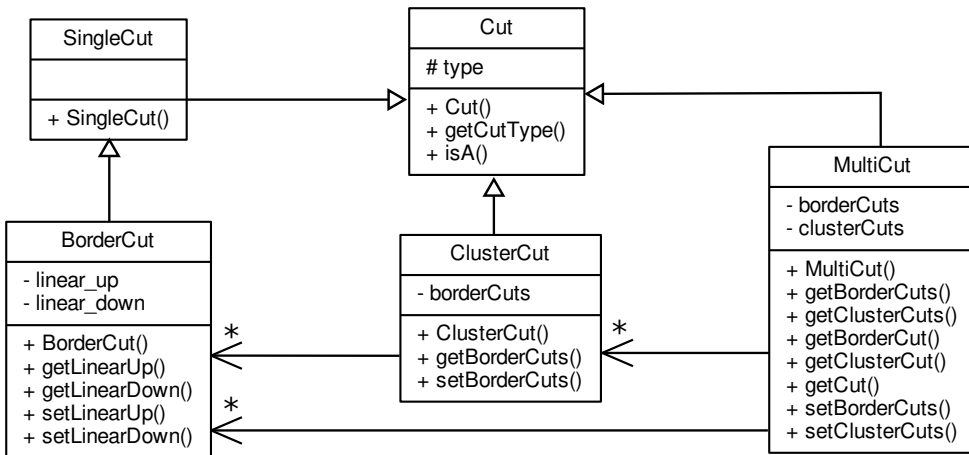 SingleCut
+ SingleCut()
Cut
# type
+ Cut()
+ getCutType()
+ isA()
MultiCut
- borderCuts
- clusterCuts
+ MultiCut()
+ getBorderCuts()
+ getClusterCuts()
+ getBorderCut()
+ getClusterCut()
+ getCut()
+ setBorderCuts()
+ setClusterCuts()
BorderCut
- linear_up
- linear_down
+ BorderCut()
+ getLinearUp()
+ getLinearDown()
+ setLinearUp()
+ setLinearDown()
*
*
ClusterCut
- borderCuts
+ ClusterCut()
+ getBorderCuts()
+ setBorderCuts()
*